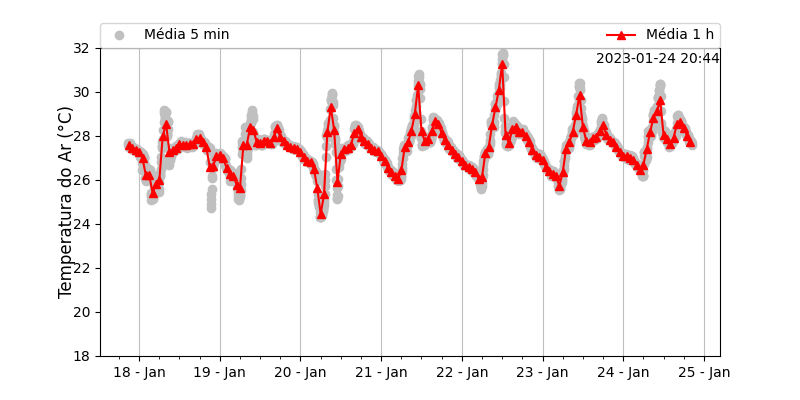 Média 5 min
Média 1 h
2023-01-24 20:44
Temperatura do Ar (°C)
32
30
28
26
24
22
20
18
18 - Jan
19 - Jan
20 - Jan
21 - Jan
22 - Jan
23 - Jan
24 - Jan
25 - Jan